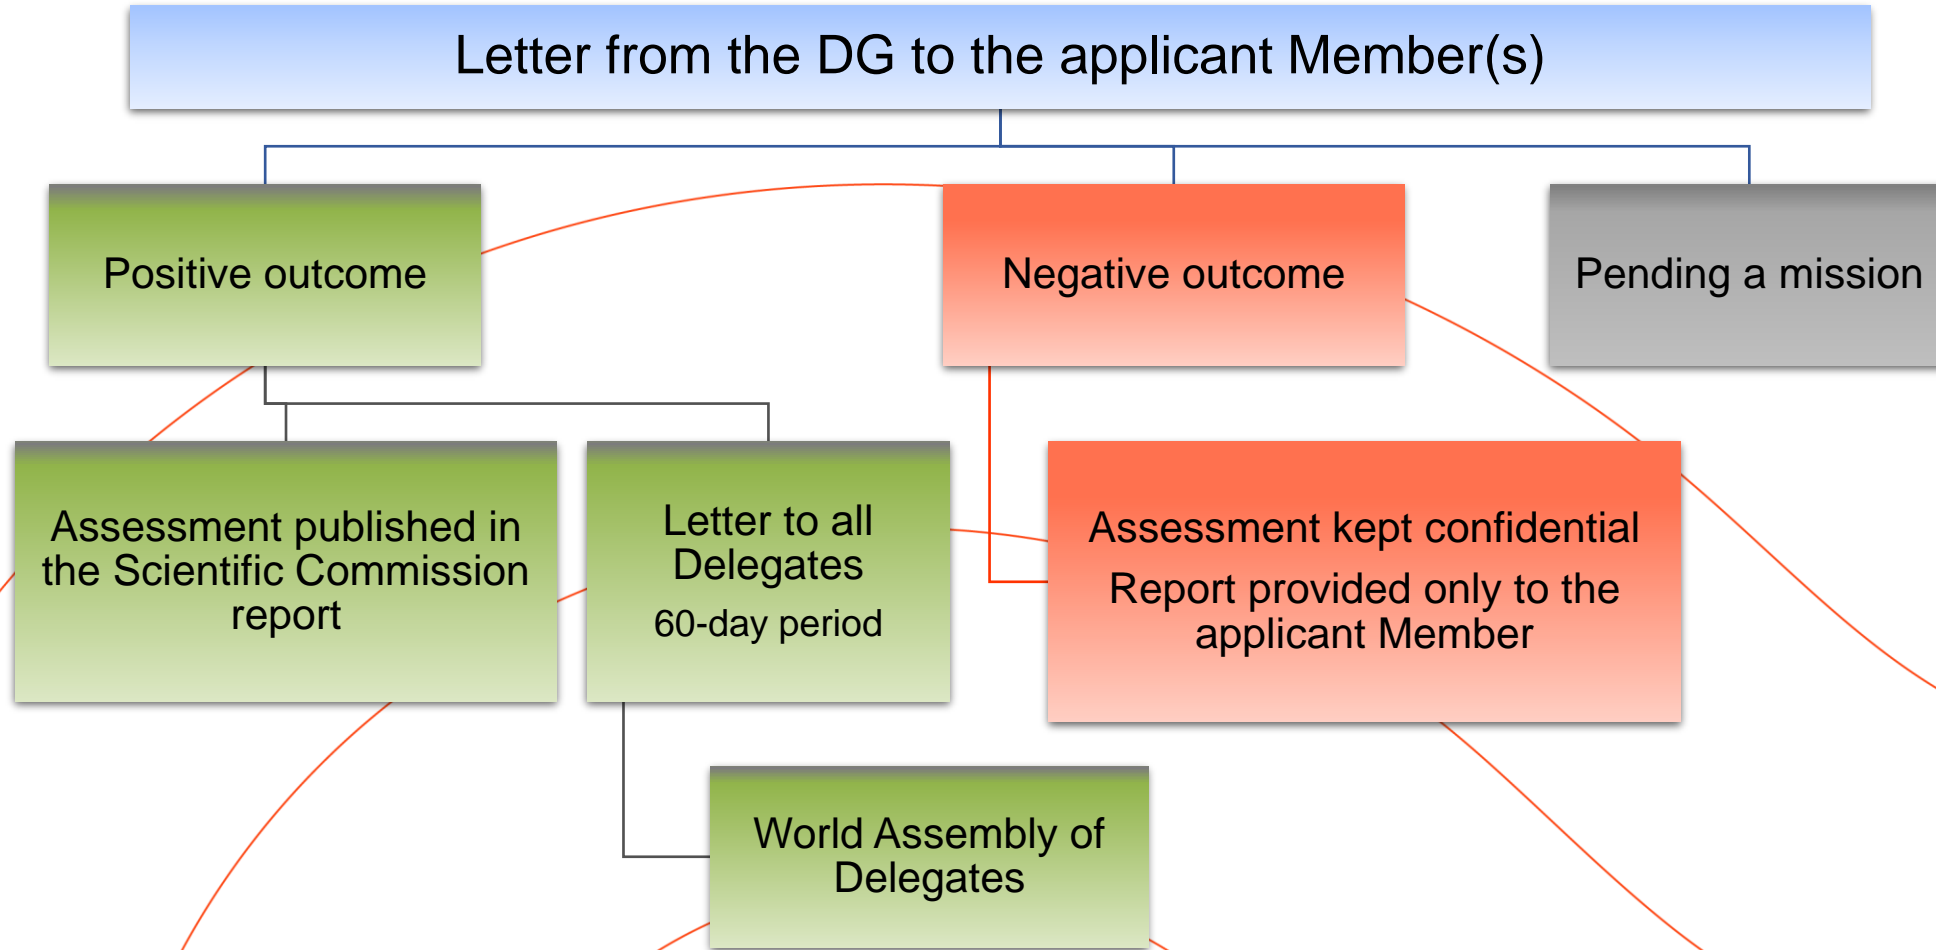 Letter from the DG to the applicant Member(s)
Positive outcome
Negative outcome
Pending a mission
Assessment published in
the Scientific Commission
report
Letter to all
Delegates
60-day period
Assessment kept confidential
Report provided only to the
applicant Member
World Assembly of
Delegates